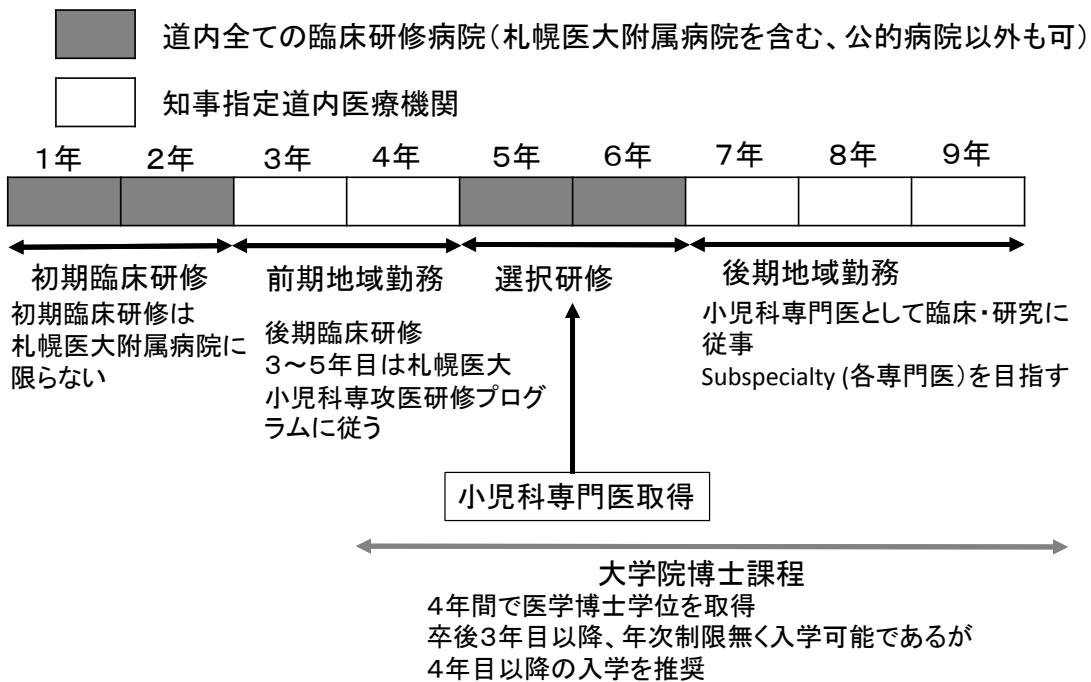 道内全ての臨床研修病院(札幌医大附属病院を含む、公的病院以外も可)
知事指定道内医療機関
1年 2年 3年 4年 5年 6年 7年 8年 9年
初期臨床研修
初期臨床研修は
札幌医大附属病院に
限らない
前期地域勤務
後期臨床研修
3～5年目は札幌医大
小児科専攻医研修プログ
ラムに従う
選択研修
後期地域勤務
小児科専門医として臨床・研究に
従事
Subspecialty (各専門医)を目指す
小児科専門医取得
大学院博士課程
4年間で医学博士学位を取得
卒後3年目以降、年次制限無く入学可能であるが
4年目以降の入学を推奨